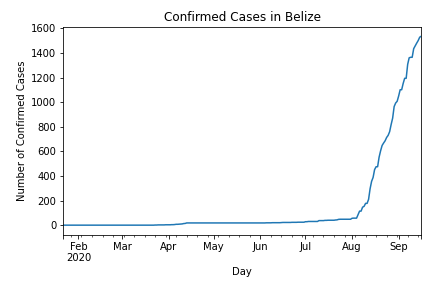 Confirmed Cases in Belize
Number of Confirmed Cases
1600
1400
1200
1000
800
600
400
200
0
Feb Mar Apr May Jun Jul Aug Sep
2020
Day